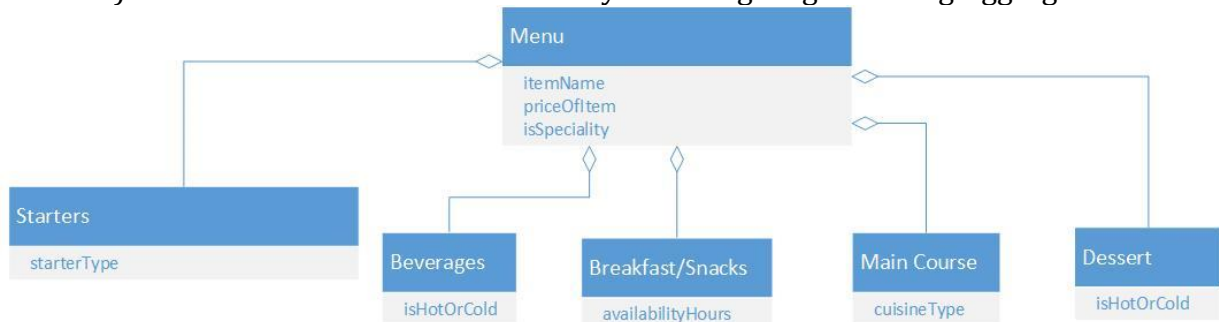 Menu
itemName
priceOfItem
isSpeciality
Starters
starterType
Beverages
isHotOrCold
Breakfast/Snacks
availabilityHours
Main Course
cuisineType
Dessert
isHotOrCold